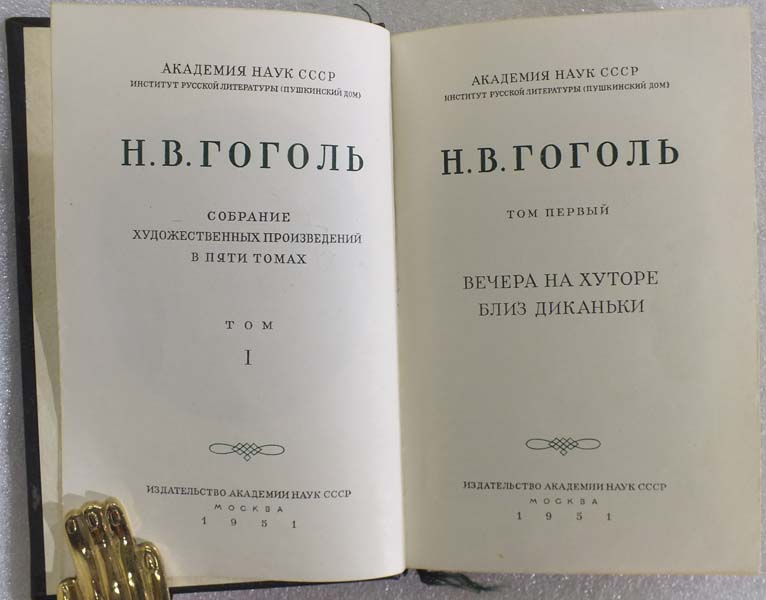 АКАДЕМИЯ НАУК СССР
ИНСТИТУТ РУССКОЙ ЛИТЕРАТУРЫ (ПУШКИНСКИЙ ДОМ)
Н. В. ГОГОЛЬ
СОБРАНИЕ
ХУДОЖЕСТВЕННЫХ ПРОИЗВЕДЕНИЙ
В ПЯТИ ТОМАХ
ТОМ
I
ИЗДАТЕЛЬСТВО АКАДЕМИИ НАУК СССР
МОСКВА
1951
АКАДЕМИЯ НАУК СССР
ИНСТИТУТ РУССКОЙ ЛИТЕРАТУРЫ (ПУШКИНСКИЙ ДОМ)
Н. В. ГОГОЛЬ
ТОМ ПЕРВЫЙ
ВЕЧЕРА НА ХУТОРЕ
БЛИЗ ДИКАНЬКИ
ИЗДАТЕЛЬСТВО АКАДЕМИИ НАУК СССР
МОСКВА
1951